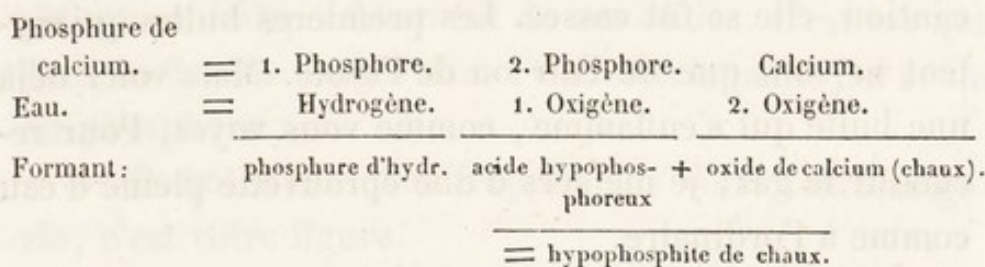 Phosphure de
calcium. = 1. Phosphore. 2. Phosphore. Calcium.
Eau. = Hydrogène. 1. Oxigène. 2. Oxigène.
Formant: phosphure d'hydr. acide hypophos- + oxide de calcium (chaux).
phoreux
= hypophosphite de chaux.